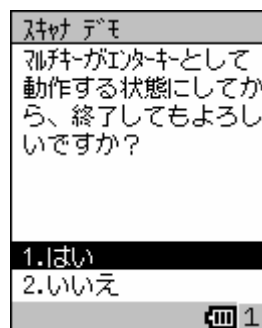 ｽｷｬﾅ ﾃﾞﾓ
ﾏﾙﾁｷｰがｴﾝﾀｰｷｰとして
動作する状態にしてか
ら、終了してもよろし
いですか？
1.はい
2.いいえ
1